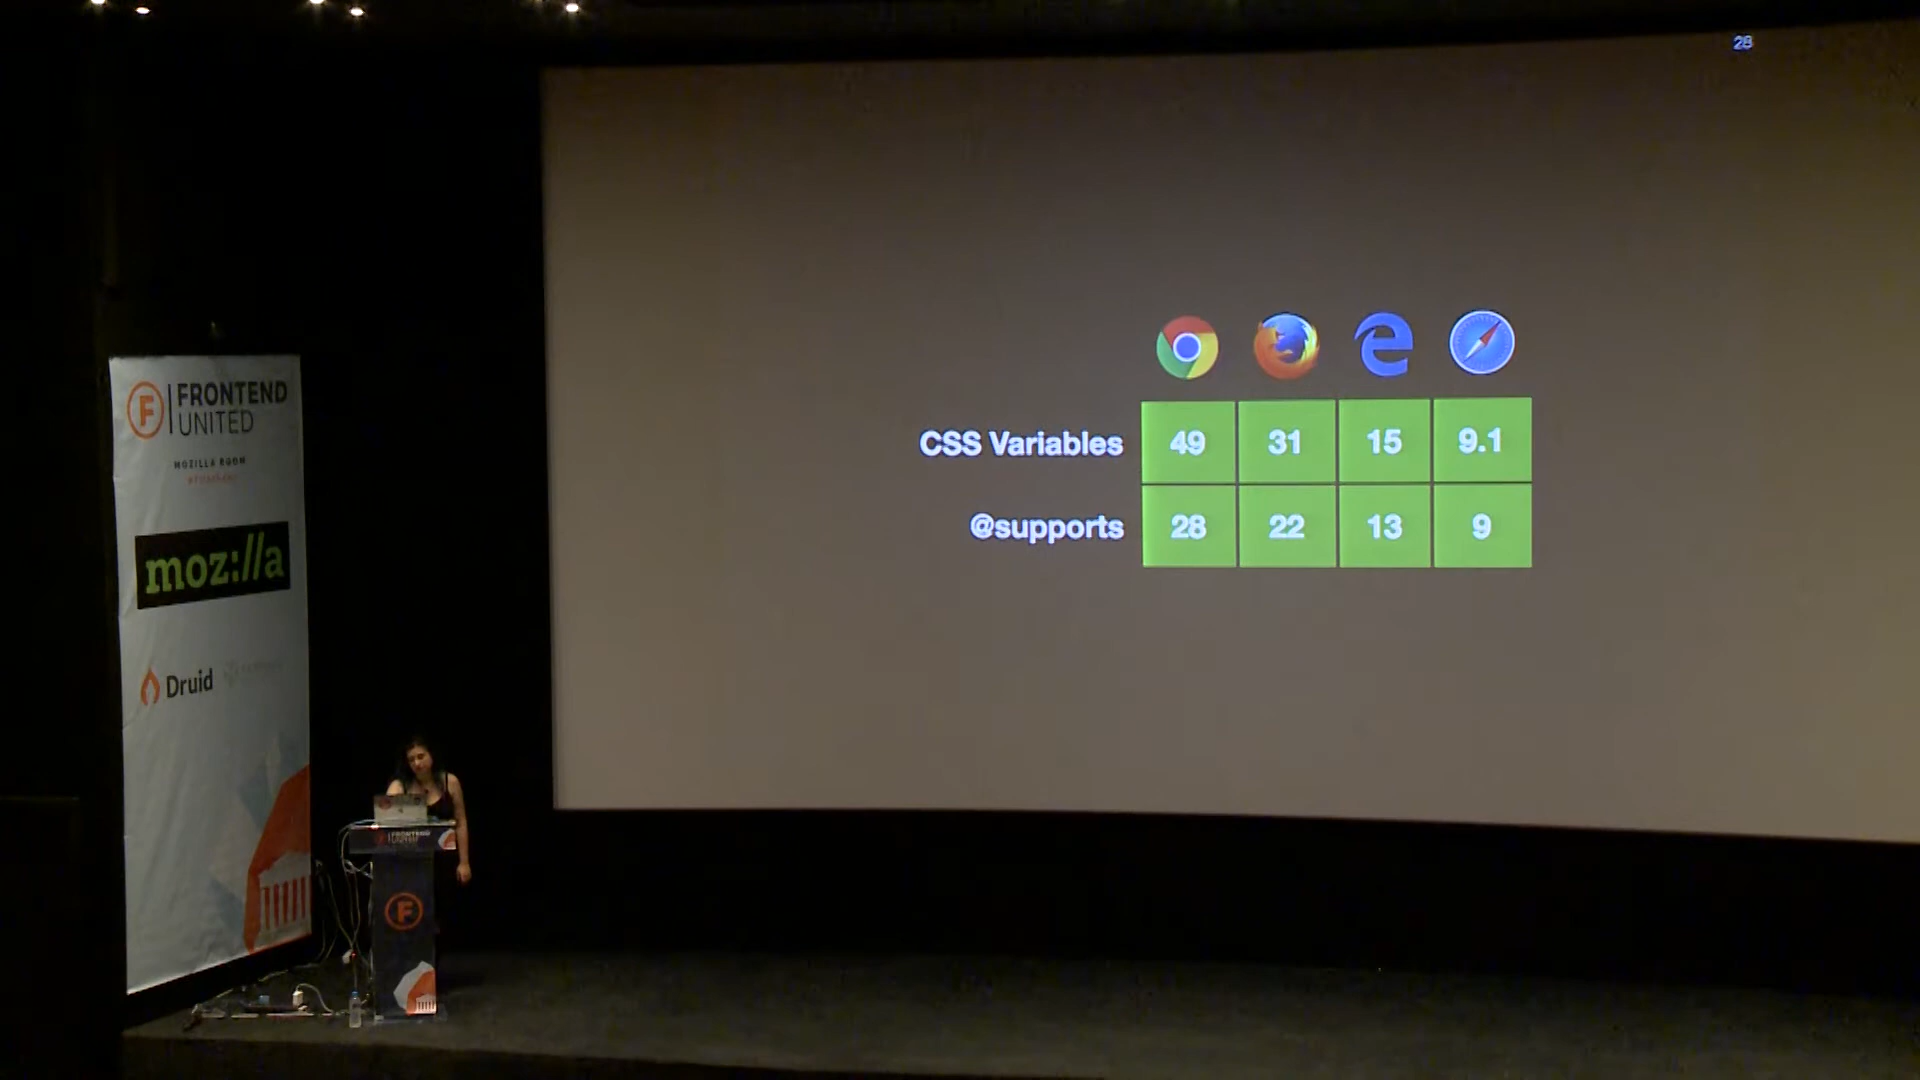 28
CSS Variables 49 31 15 9.1
@supports 28 22 13 9
F FRONTEND
UNITED
MOZILLA ROOM
moz://a
Druid
FRONTEND
UNITED
F